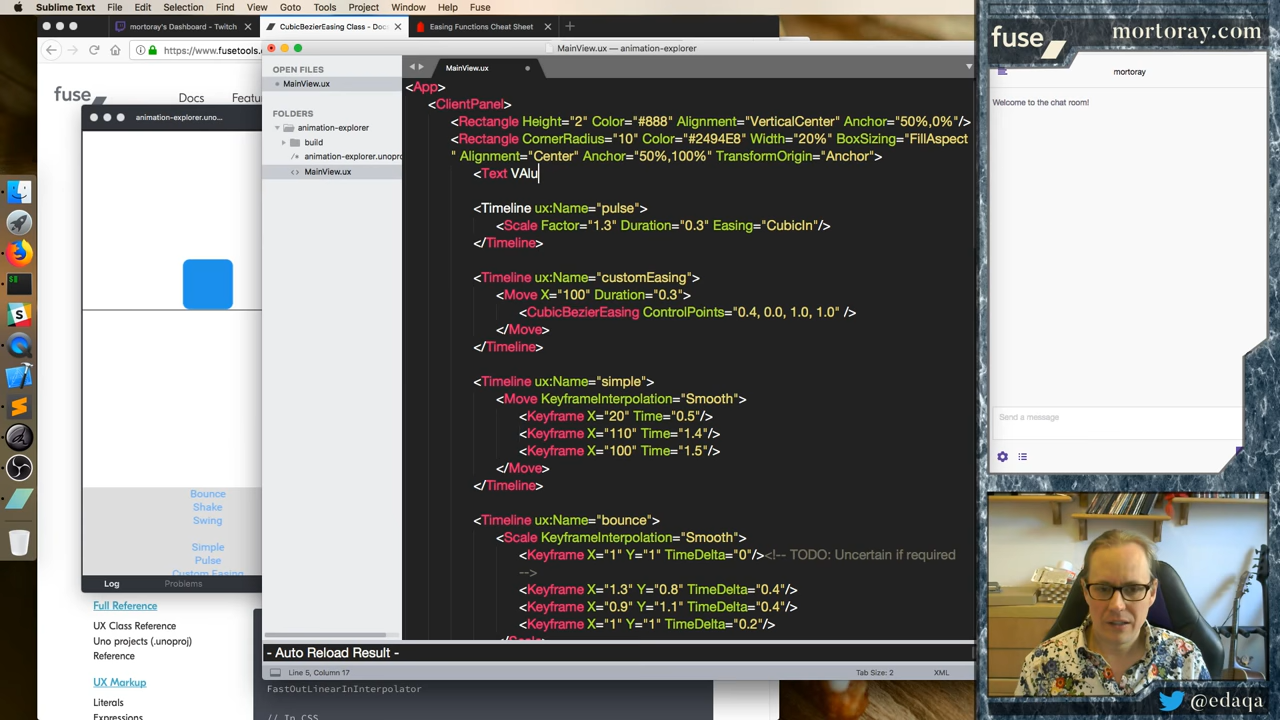 Sublime Text File Edit Selection Find View Goto Tools Project Window Help Fuse
mortoray's Dashboard - Twitch
CubicBezierEasing Class - Doc
Easing Functions Cheat Sheet
https://www.fusetools.
fuse
Docs
Featu
animation-explorer.uno...
Bounce
Shake
Swing
Simple
Pulse
Custom Easing
Log
Problems
Full Reference
UX Class Reference
Uno projects (.unoproj)
Reference
UX Markup
Literals
Expressions
MainView.ux — animation-explorer
OPEN FILES
MainView.ux
FOLDERS
animation-explorer
build
animation-explorer.unopro
MainView.ux
MainView.ux
<App>
<ClientPanel>
<Rectangle Height="2" Color="#888" Alignment="VerticalCenter" Anchor="50%,0%"/>
<Rectangle CornerRadius="10" Color="#2494E8" Width="20%" BoxSizing="FillAspect
" Alignment="Center" Anchor="50%,100%" TransformOrigin="Anchor">
<Text VAlu
<Timeline ux:Name="pulse">
<Scale Factor="1.3" Duration="0.3" Easing="CubicIn"/>
</Timeline>
<Timeline ux:Name="customEasing">
<Move X="100" Duration="0.3">
<CubicBezierEasing ControlPoints="0.4, 0.0, 1.0, 1.0" />
</Move>
</Timeline>
<Timeline ux:Name="simple">
<Move KeyframeInterpolation="Smooth">
<Keyframe X="20" Time="0.5"/>
<Keyframe X="110" Time="1.4"/>
<Keyframe X="100" Time="1.5"/>
</Move>
</Timeline>
<Timeline ux:Name="bounce">
<Scale KeyframeInterpolation="Smooth">
<Keyframe X="1" Y="1" TimeDelta="0"/><!-- TODO: Uncertain if required
-->
<Keyframe X="1.3" Y="0.8" TimeDelta="0.4"/>
<Keyframe X="0.9" Y="1.1" TimeDelta="0.4"/>
<Keyframe X="1" Y="1" TimeDelta="0.2"/>
</Scale>
- Auto Reload Result -
Line 5, Column 17
Tab Size: 2
XML
FastOutLinearInInterpolator
// In CSS
fuse
mortoray.com
mortoray
Welcome to the chat room!
Send a message
@edaqa